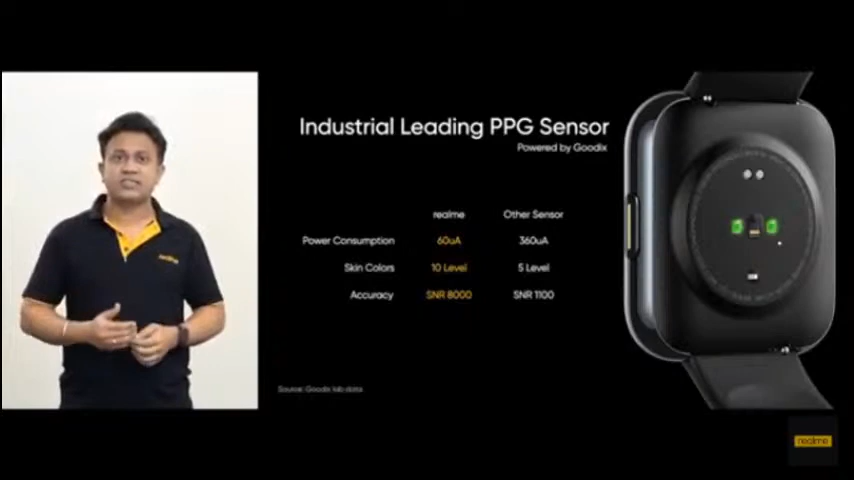 Industrial Leading PPG Sensor
Powered by Goodix
realme Other Sensor
Power Consumption 60uA 360uA
Skin Colors 10 Level 5 Level
Accuracy SNR 8000 SNR 1100
Source: Goodix lab data
realme
realme